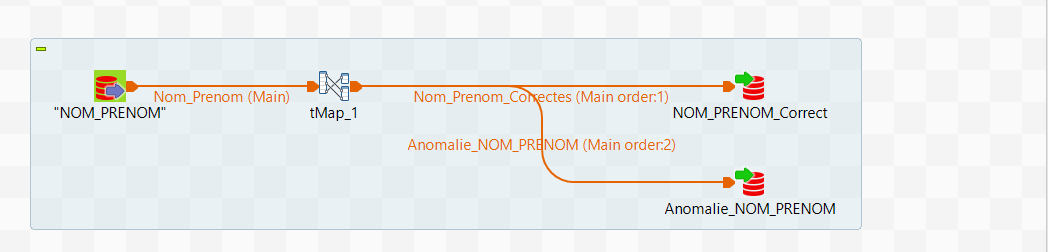 Nom_Prenom (Main)
Nom_Prenom_Correctes (Main order:1)
"NOM_PRENOM"
tMap_1
NOM_PRENOM_Correct
Anomalie_NOM_PRENOM (Main order:2)
Anomalie_NOM_PRENOM